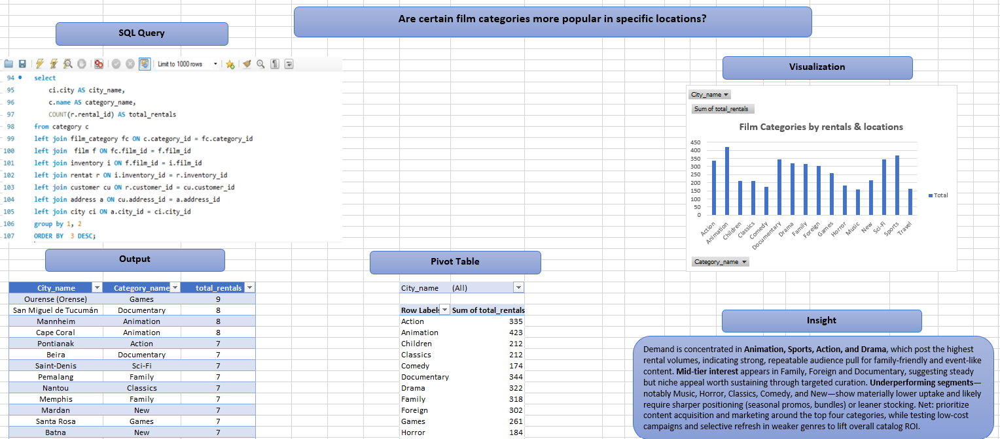 Are certain film categories more popular in specific locations?
SQL Query
Limit to 1000 rows
94 select
95 ci.city AS city_name,
96 c.name AS category_name,
97 COUNT(r.rental_id) AS total_rentals
98 from category c
99 left join film_category fc ON c.category_id = fc.category_id
100 left join film f ON fc.film_id = f.film_id
101 left join inventory i ON f.film_id = i.film_id
102 left join rentat r ON i.inventory_id = r.inventory_id
103 left join customer cu ON r.customer_id = cu.customer_id
104 left join address a ON cu.address_id = a.address_id
105 left join city ci ON a.city_id = ci.city_id
106 group by 1, 2
107 ORDER BY 3 DESC;
Output
City_name Category_name total_rentals
Ourense (Orense) Games 9
San Miguel de Tucumán Documentary 8
Mannheim Animation 8
Cape Coral Animation 8
Pontianak Action 7
Beira Documentary 7
Saint-Denis Sci-Fi 7
Pemalang Family 7
Nantou Classics 7
Memphis Family 7
Mardan New 7
Santa Rosa Games 7
Batna New 7
Pivot Table
City_name (All)
Row Labels Sum of total_rentals
Action 335
Animation 423
Children 212
Classics 212
Comedy 174
Documentary 344
Drama 322
Family 318
Foreign 302
Games 261
Horror 184
Visualization
City_name
Sum of total_rentals
Film Categories by rentals & locations
450
400
350
300
250
200
150
100
50
0
Action
Animation
Children
Classics
Comedy
Documentary
Drama
Family
Foreign
Games
Horror
Music
New
Sci-Fi
Sports
Travel
Total
Category_name
Insight
Demand is concentrated in Animation, Sports, Action, and Drama, which post the highest
rental volumes, indicating strong, repeatable audience pull for family-friendly and event-like
content. Mid-tier interest appears in Family, Foreign and Documentary, suggesting steady
but niche appeal worth sustaining through targeted curation. Underperforming segments—
notably Music, Horror, Classics, Comedy, and New—show materially lower uptake and likely
require sharper positioning (seasonal promos, bundles) or leaner stocking. Net: prioritize
content acquisition and marketing around the top four categories, while testing low-cost
campaigns and selective refresh in weaker genres to lift overall catalog ROI.